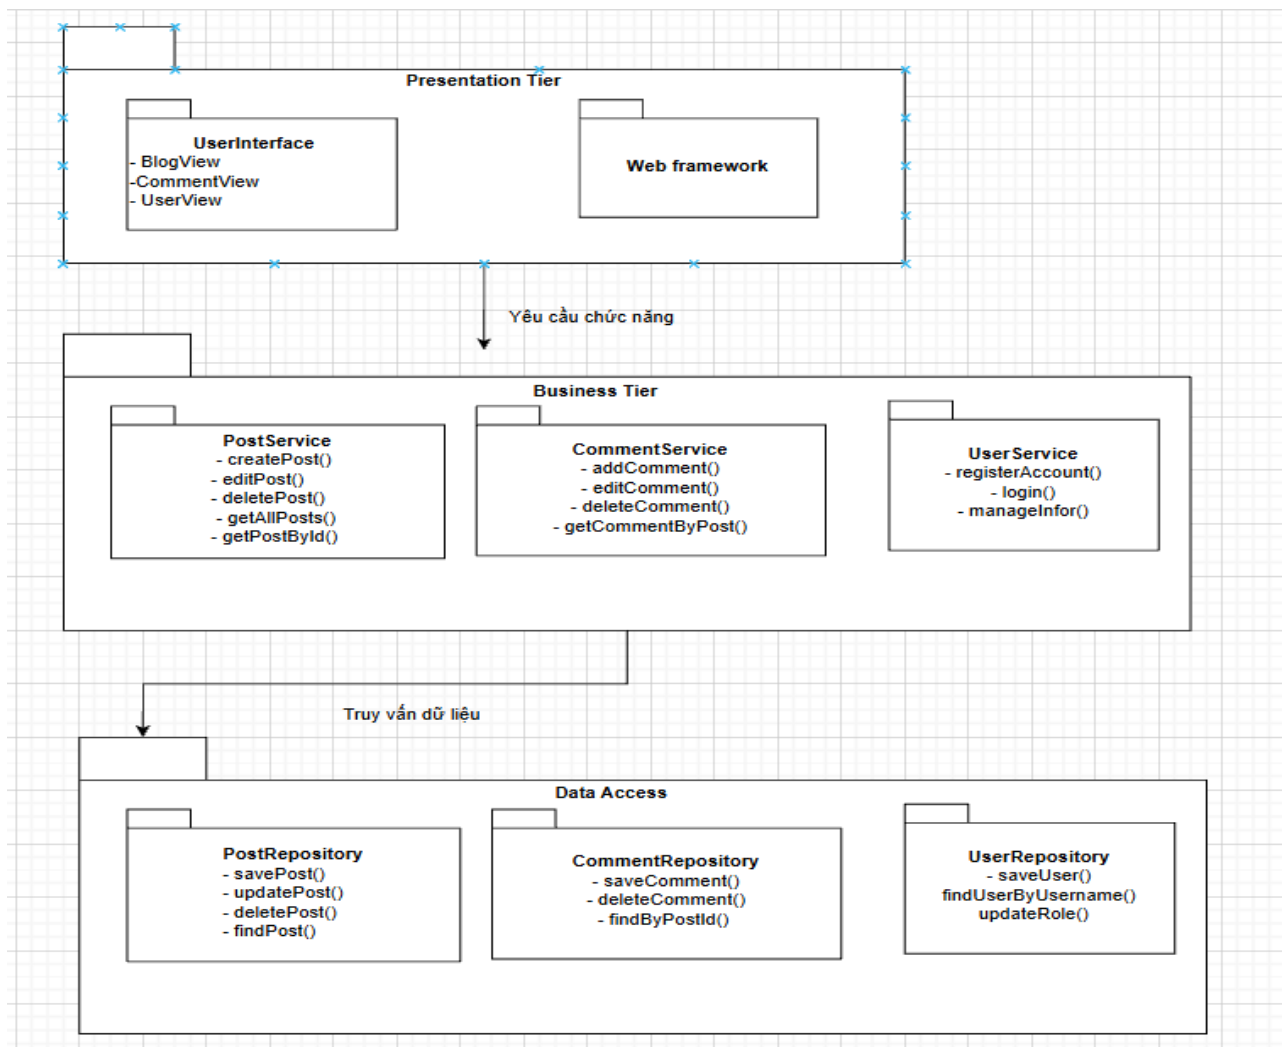 Presentation Tier
UserInterface
- BlogView
-CommentView
- UserView
Web framework
Yêu cầu chức năng
Business Tier
PostService
- createPost()
- editPost()
- deletePost()
- getAllPosts()
- getPostById()
CommentService
- addComment()
- editComment()
- deleteComment()
- getCommentByPost()
UserService
- registerAccount()
- login()
- manageInfor()
Truy vấn dữ liệu
Data Access
PostRepository
- savePost()
- updatePost()
- deletePost()
- findPost()
CommentRepository
- saveComment()
- deleteComment()
- findByPostId()
UserRepository
- saveUser()
findUserByUsername()
updateRole()